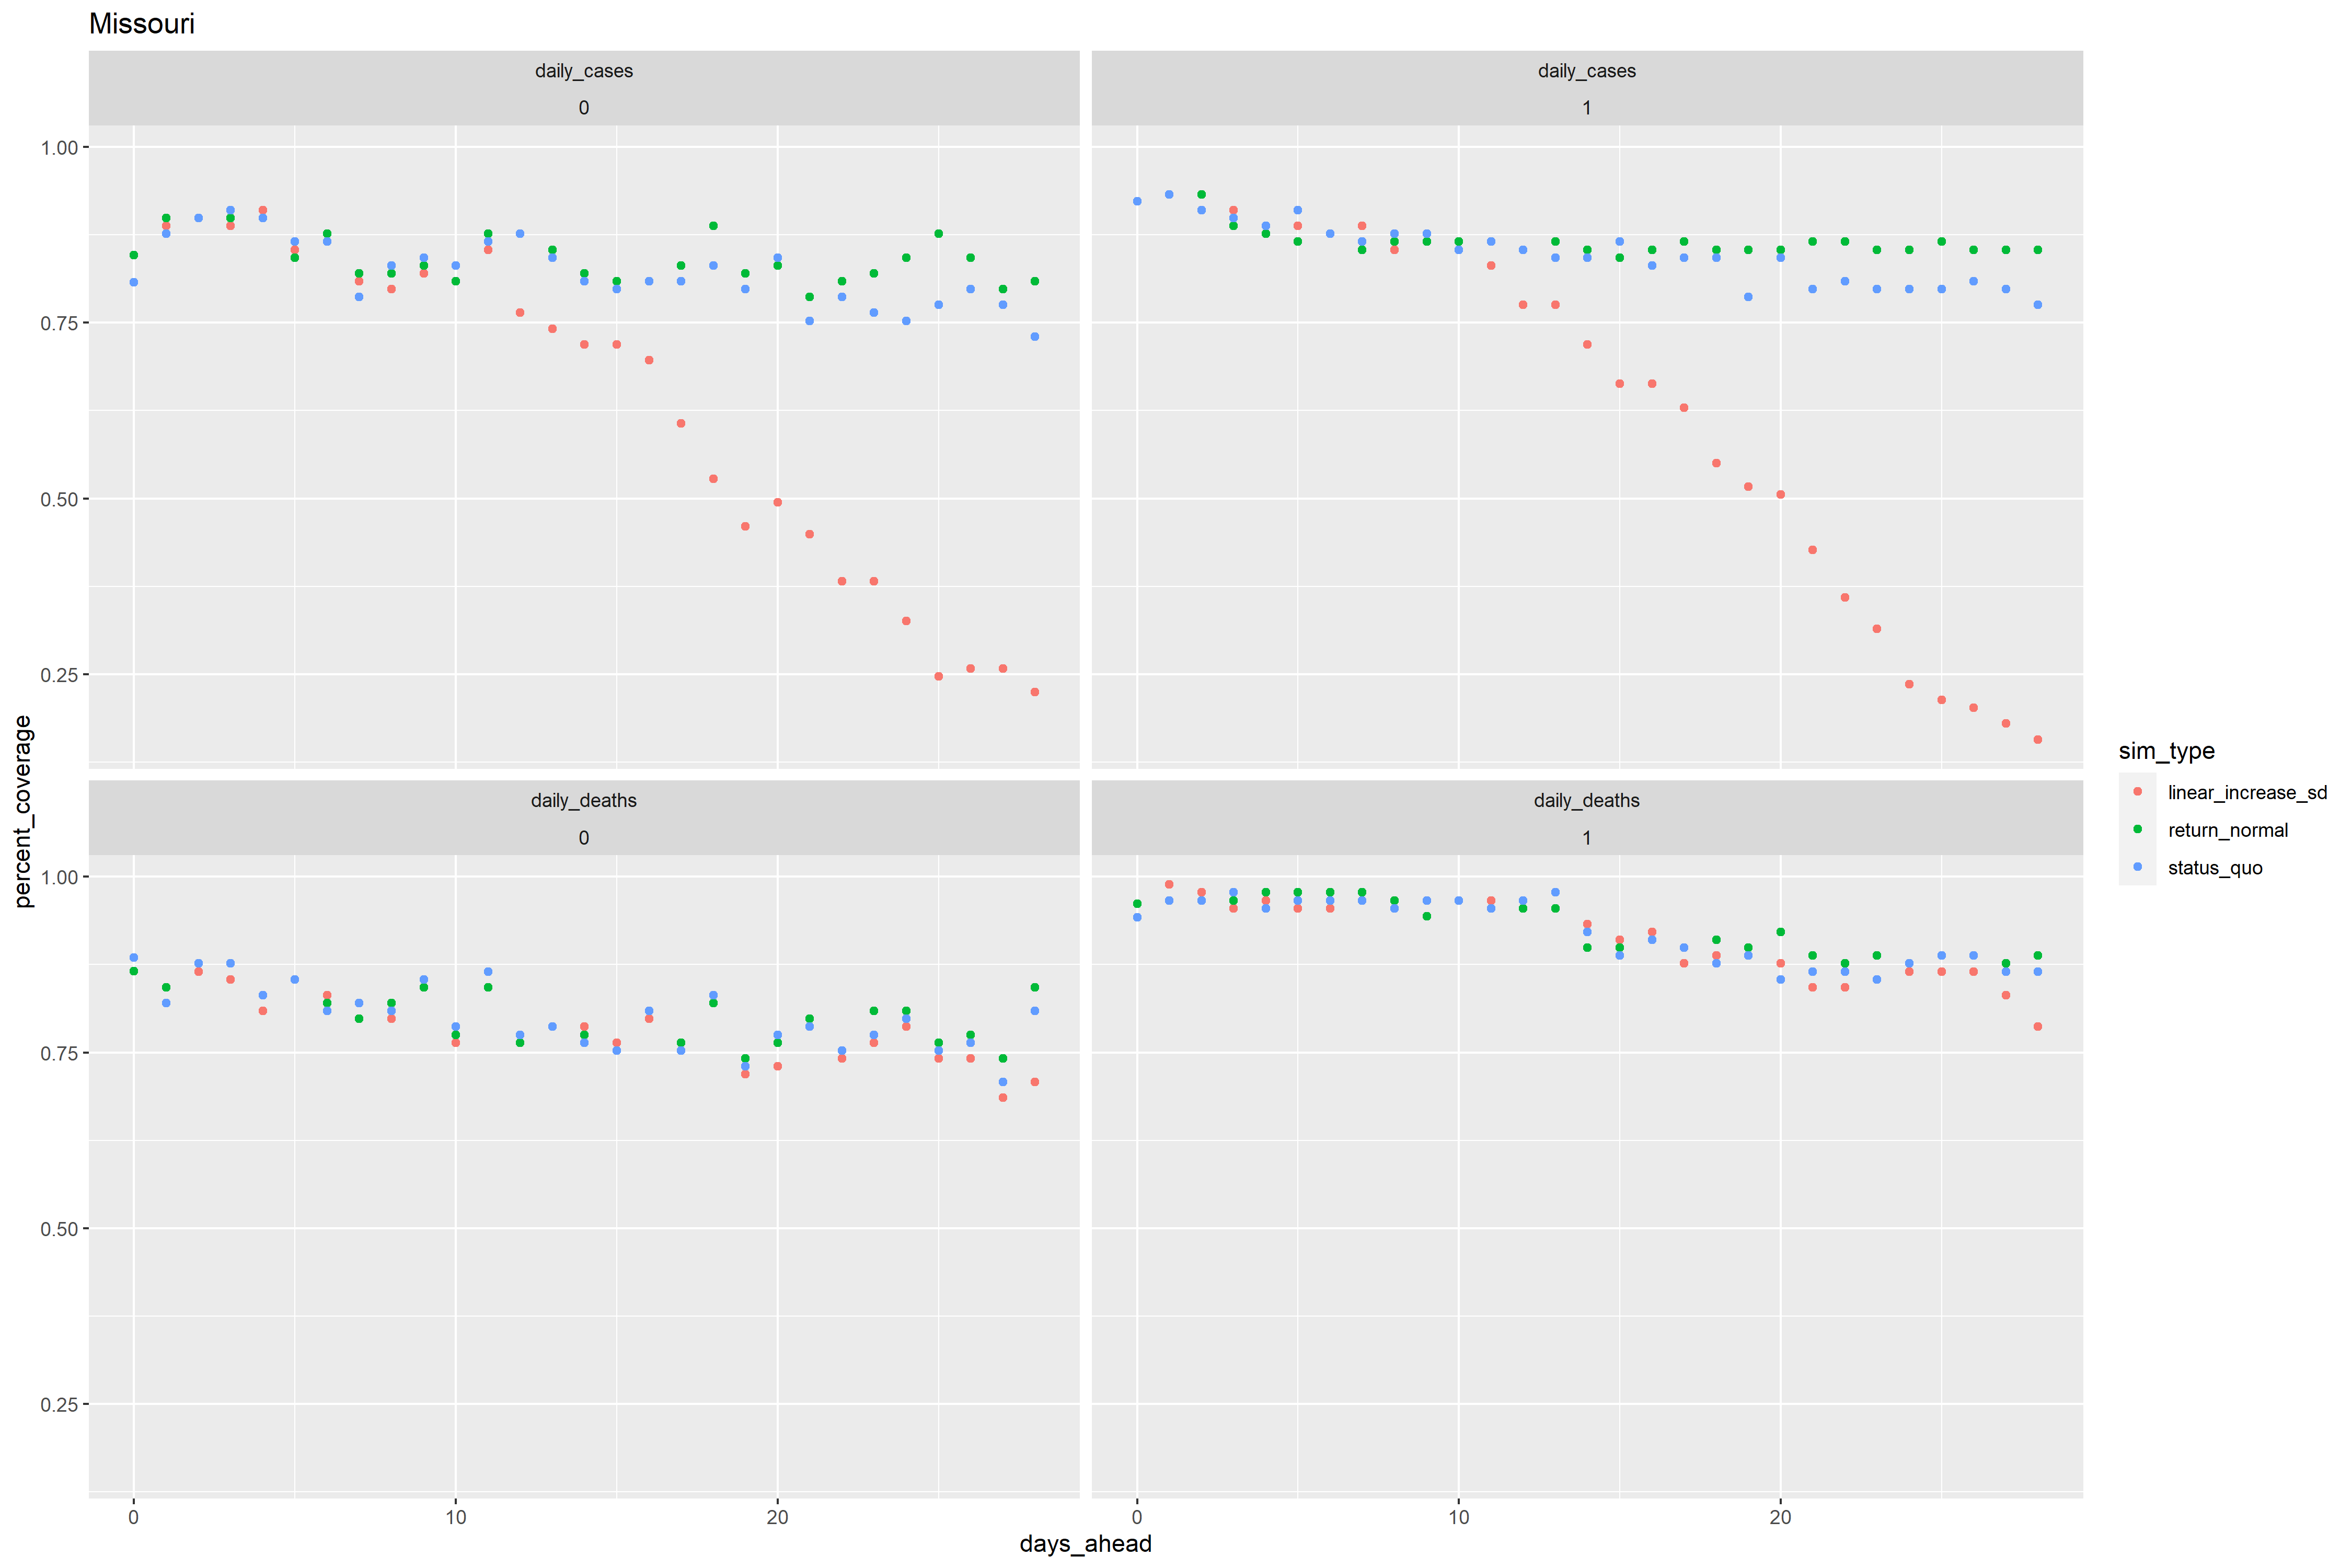 Missouri
daily_cases
0
daily_cases
1
1.00
0.75
0.50
0.25
daily_deaths
0
daily_deaths
1
1.00
0.75
0.50
0.25
0
10
20
0
10
20
days_ahead
percent_coverage
sim_type
linear_increase_sd
return_normal
status_quo